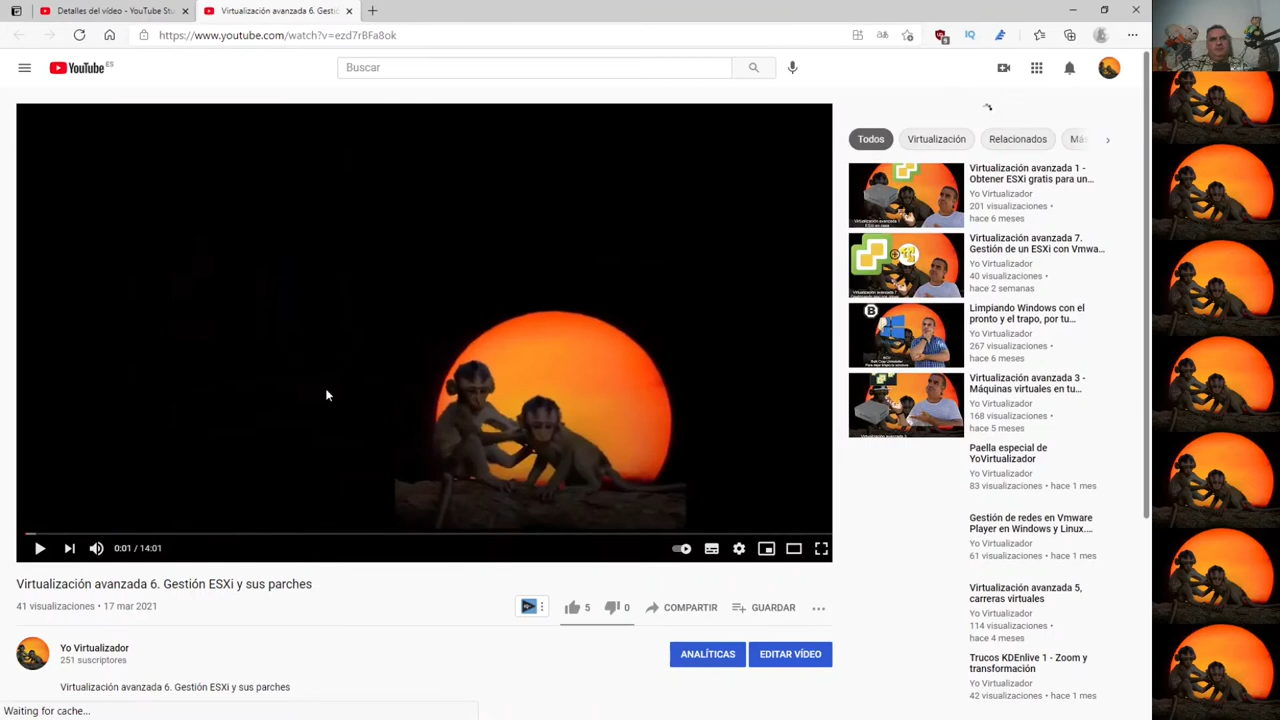 Detalles del vídeo - YouTube Stu
Virtualización avanzada 6. Gesti
https://www.youtube.com/watch?v=ezd7rBFa8ok
9
IQ
YouTube ES
Buscar
Todos
Virtualización
Relacionados
Más
Virtualización avanzada 1 -
Obtener ESXi gratis para un...
Yo Virtualizador
201 visualizaciones •
hace 6 meses
Virtualización avanzada 7.
Gestión de un ESXi con Vmwa...
Yo Virtualizador
40 visualizaciones •
hace 2 semanas
Limpiando Windows con el
pronto y el trapo, por tu...
Yo Virtualizador
267 visualizaciones •
hace 6 meses
Virtualización avanzada 3 -
Máquinas virtuales en tu...
Yo Virtualizador
168 visualizaciones •
hace 5 meses
Paella especial de
YoVirtualizador
Yo Virtualizador
83 visualizaciones • hace 1 mes
Gestión de redes en Vmware
Player en Windows y Linux....
Yo Virtualizador
61 visualizaciones • hace 1 mes
Virtualización avanzada 5,
carreras virtuales
Yo Virtualizador
114 visualizaciones •
hace 4 meses
Trucos KDEnlive 1 - Zoom y
transformación
Yo Virtualizador
42 visualizaciones • hace 1 mes
0:01 / 14:01
Virtualización avanzada 6. Gestión ESXi y sus parches
41 visualizaciones • 17 mar 2021
5
0
COMPARTIR
GUARDAR
Yo Virtualizador
251 suscriptores
ANALÍTICAS
EDITAR VÍDEO
Virtualización avanzada 6. Gestión ESXi y sus parches
Waiting for cache...